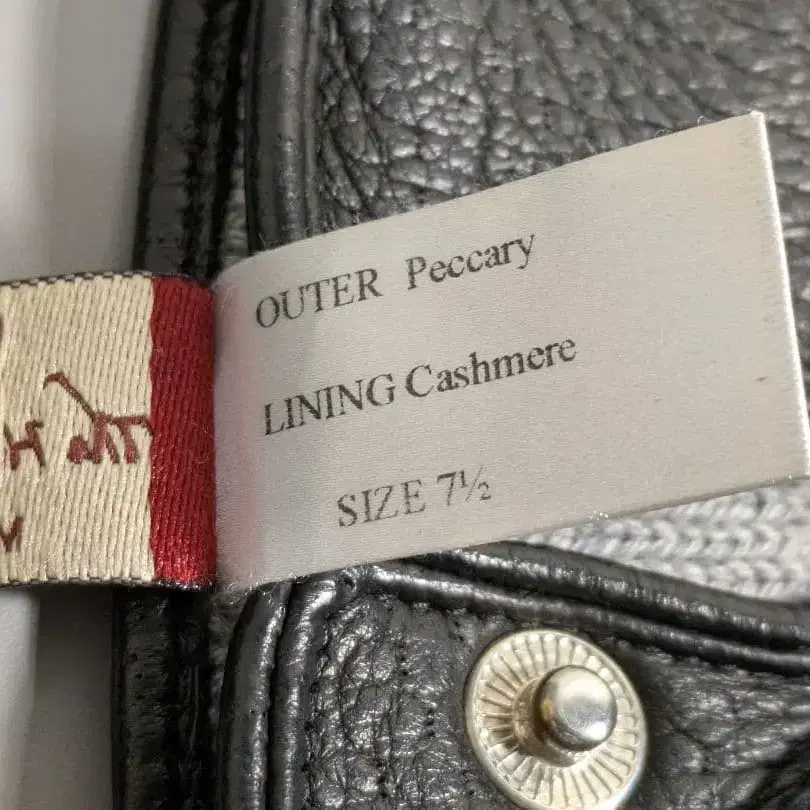 OUTER Peccary
LINING Cashmere
SIZE 7½